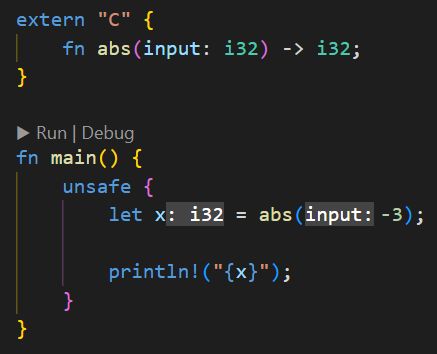 extern "C" {
    fn abs(input: i32) -> i32;
}
▶ Run | Debug
fn main() {
    unsafe {
        let x: i32 = abs(input: -3);
        println!("{x}");
    }
}